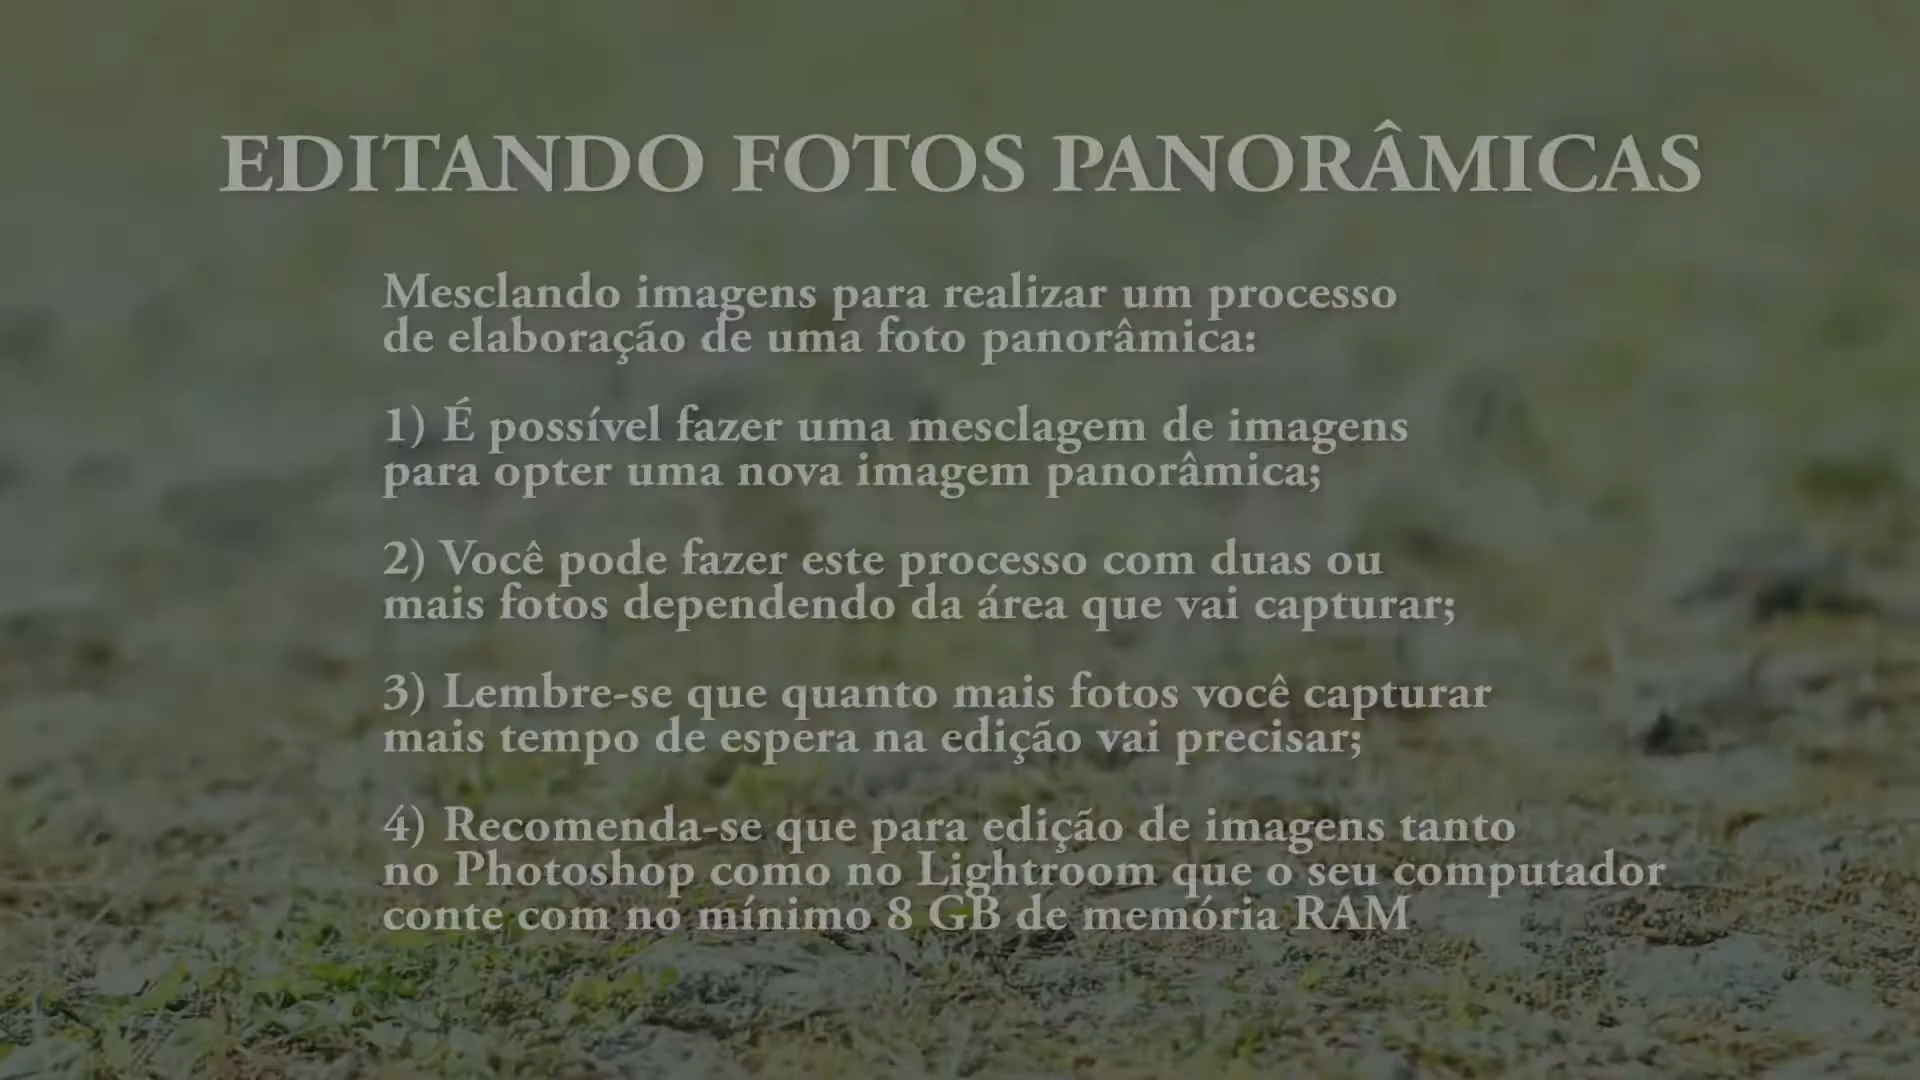 EDITANDO FOTOS PANORÂMICAS
Mesclando imagens para realizar um processo
de elaboração de uma foto panorâmica:
1) É possível fazer uma mesclagem de imagens
para opter uma nova imagem panorâmica;
2) Você pode fazer este processo com duas ou
mais fotos dependendo da área que vai capturar;
3) Lembre-se que quanto mais fotos você capturar
mais tempo de espera na edição vai precisar;
4) Recomenda-se que para edição de imagens tanto
no Photoshop como no Lightroom que o seu computador
conte com no mínimo 8 GB de memória RAM